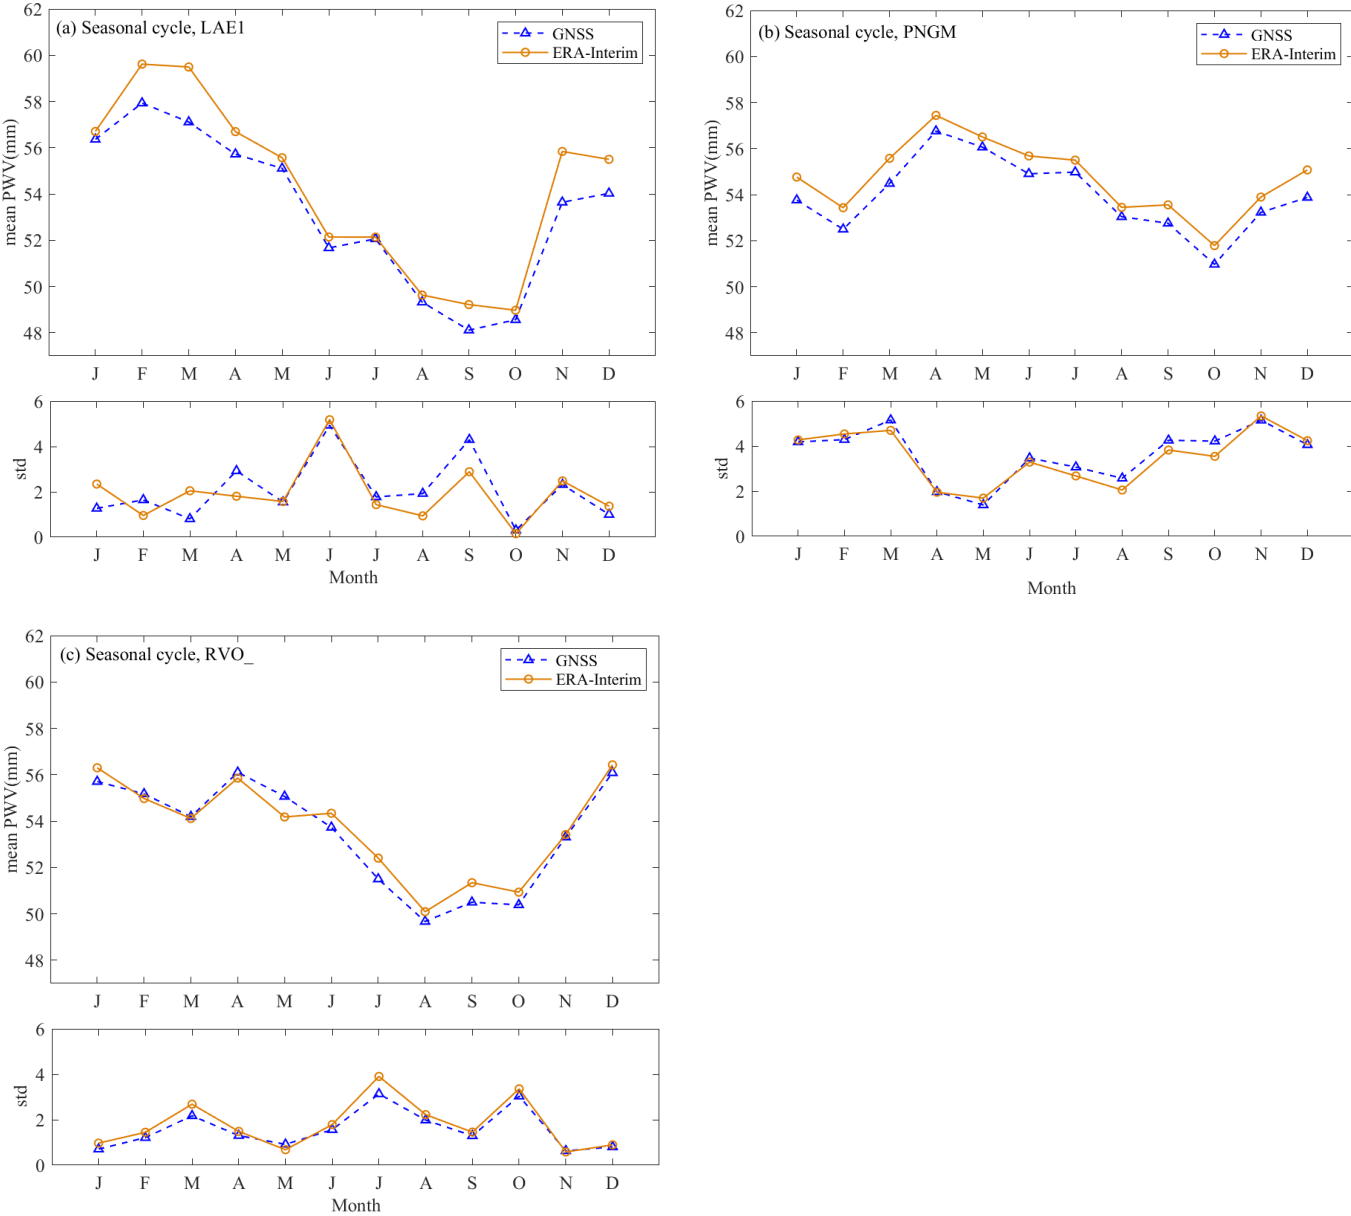 (a) Seasonal cycle, LAE1
GNSS
ERA-Interim
mean PWV(mm)
62
60
58
56
54
52
50
48
J F M A M J J A S O N D
std
6
4
2
0
J F M A M J J A S O N D
Month
(b) Seasonal cycle, PNGM
GNSS
ERA-Interim
mean PWV(mm)
62
60
58
56
54
52
50
48
J F M A M J J A S O N D
std
6
4
2
0
J F M A M J J A S O N D
Month
(c) Seasonal cycle, RVO_
GNSS
ERA-Interim
mean PWV(mm)
62
60
58
56
54
52
50
48
J F M A M J J A S O N D
std
6
4
2
0
J F M A M J J A S O N D
Month